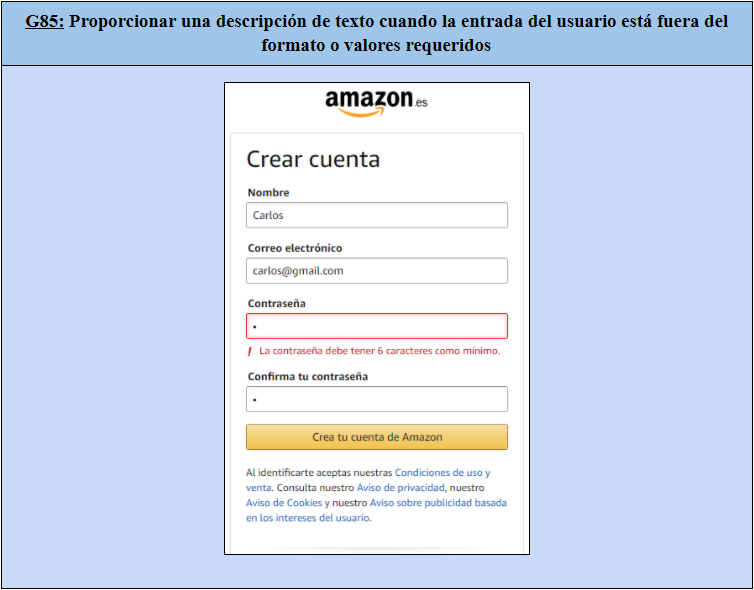 G85: Proporcionar una descripción de texto cuando la entrada del usuario está fuera del
formato o valores requeridos
amazon.es
Crear cuenta
Nombre
Carlos
Correo electrónico
carlos@gmail.com
Contraseña
•
! La contraseña debe tener 6 caracteres como mínimo.
Confirma tu contraseña
•
Crea tu cuenta de Amazon
Al identificarte aceptas nuestras Condiciones de uso y
venta. Consulta nuestro Aviso de privacidad, nuestro
Aviso de Cookies y nuestro Aviso sobre publicidad basada
en los intereses del usuario.